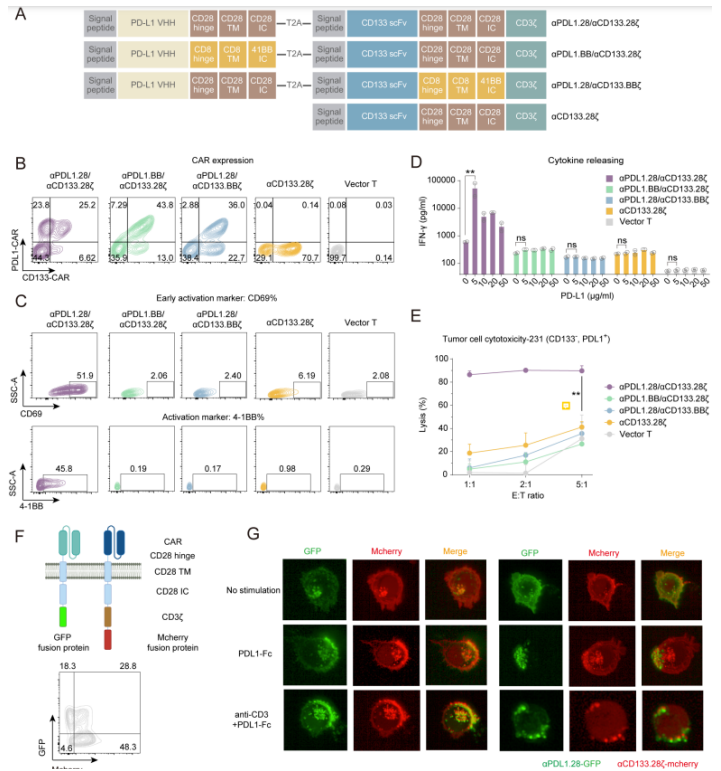 A
Signal peptide PD-L1 VHH CD28 hinge CD28 TM CD28 IC T2A Signal peptide CD133 scFv CD28 hinge CD28 TM CD28 IC CD3ζ αPDL1.28/αCD133.28ζ
Signal peptide PD-L1 VHH CD8 hinge CD8 TM 41BB IC T2A Signal peptide CD133 scFv CD28 hinge CD28 TM CD28 IC CD3ζ αPDL1.BB/αCD133.28ζ
Signal peptide PD-L1 VHH CD28 hinge CD28 TM CD28 IC T2A Signal peptide CD133 scFv CD8 hinge CD8 TM 41BB IC CD3ζ αPDL1.28/αCD133.BBζ
Signal peptide CD133 scFv CD28 hinge CD28 TM CD28 IC CD3ζ αCD133.28ζ
B
CAR expression
αPDL1.28/ αCD133.28ζ αPDL1.BB/ αCD133.28ζ αPDL1.28/ αCD133.BBζ αCD133.28ζ Vector T
23.8 25.2 7.29 43.8 2.88 36.0 0.04 0.14 0.08 0.03
44.3 6.62 35.9 13.0 38.4 22.7 29.1 70.7 99.7 0.14
PDL1-CAR
CD133-CAR
C
Early activation marker: CD69%
αPDL1.28/ αCD133.28ζ αPDL1.BB/ αCD133.28ζ αPDL1.28/ αCD133.BBζ αCD133.28ζ Vector T
51.9 2.06 2.40 6.19 2.08
SSC-A
CD69
Activation marker: 4-1BB%
45.8 0.19 0.17 0.98 0.29
SSC-A
4-1BB
D
Cytokine releasing
IFN-γ (pg/ml)
1000000
10000
1000
100
** ns ns ns ns
0 5 10 20 50 0 5 10 20 50 0 5 10 20 50 0 5 10 20 50 0 5 10 20 50
PD-L1 (μg/ml)
αPDL1.28/αCD133.28ζ
αPDL1.BB/αCD133.28ζ
αPDL1.28/αCD133.BBζ
αCD133.28ζ
Vector T
E
Tumor cell cytotoxicity-231 (CD133⁻, PDL1⁺)
Lysis (%)
100
80
60
40
20
0
**
1:1 2:1 5:1
E:T ratio
αPDL1.28/αCD133.28ζ
αPDL1.BB/αCD133.28ζ
αPDL1.28/αCD133.BBζ
αCD133.28ζ
Vector T
F
CAR
CD28 hinge
CD28 TM
CD28 IC
CD3ζ
GFP fusion protein
Mcherry fusion protein
18.3 28.8
4.6 48.3
GFP
Mcherry
G
GFP Mcherry Merge GFP Mcherry Merge
No stimulation
PDL1-Fc
anti-CD3
+PDL1-Fc
αPDL1.28-GFP αCD133.28ζ-mcherry